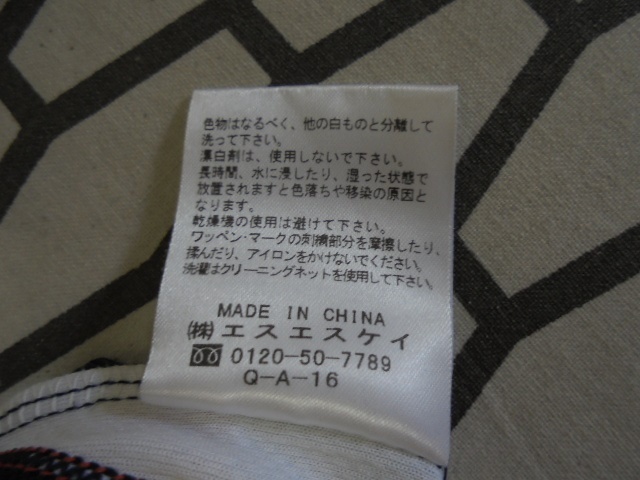 色物はなるべく、他の白ものと分離して
洗って下さい。
漂白剤は、使用しないで下さい。
長時間、水に浸したり、湿った状態で
放置されますと色落ちや移染の原因と
なります。
乾燥機の使用は避けて下さい。
ワッペン・マークの刺繍部分を摩擦したり、
揉んだり、アイロンをかけないでください。
洗濯はクリーニングネットを使用して下さい。
MADE IN CHINA
㈱エスエスケイ
0120-50-7789
Q-A-16